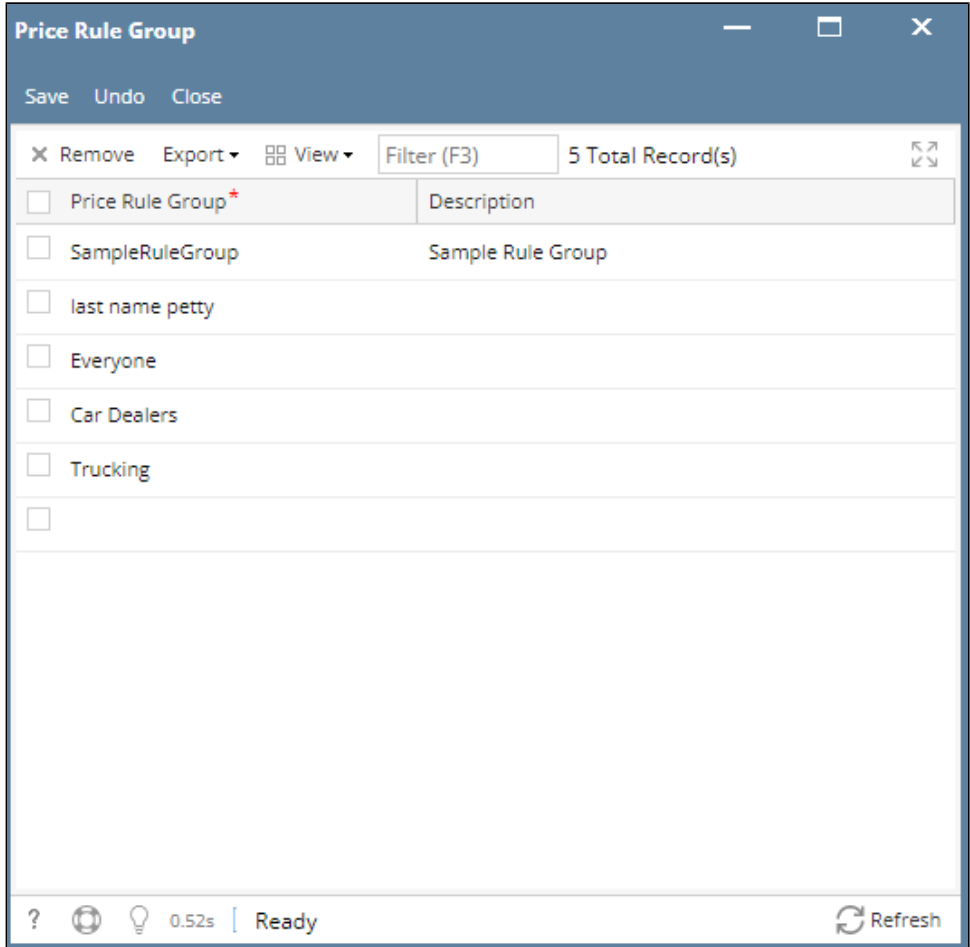 Price Rule Group
Save Undo Close
Remove Export View Filter (F3) 5 Total Record(s)
Price Rule Group* Description
SampleRuleGroup Sample Rule Group
last name petty
Everyone
Car Dealers
Trucking
? 0.52s Ready Refresh